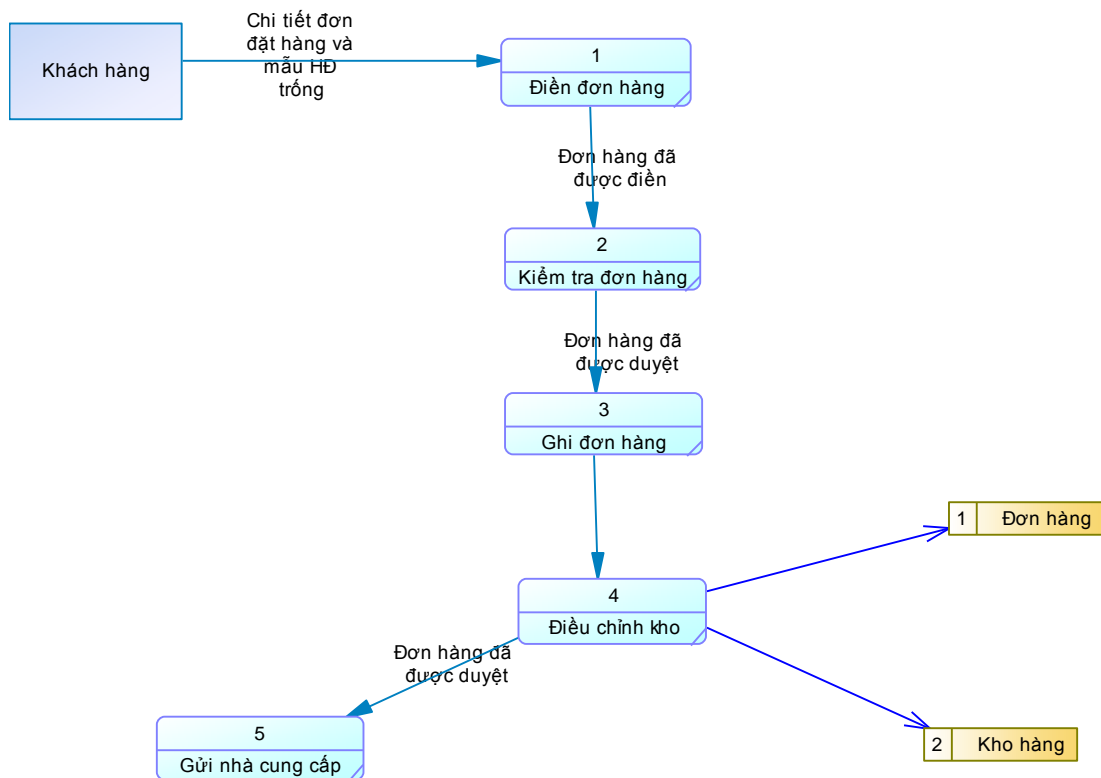 Chi tiết đơn
đặt hàng và
mẫu HĐ
trống
Khách hàng
1
Điền đơn hàng
Đơn hàng đã
được điền
2
Kiểm tra đơn hàng
Đơn hàng đã
được duyệt
3
Ghi đơn hàng
1 Đơn hàng
4
Điều chỉnh kho
Đơn hàng đã
được duyệt
5
Gửi nhà cung cấp
2 Kho hàng